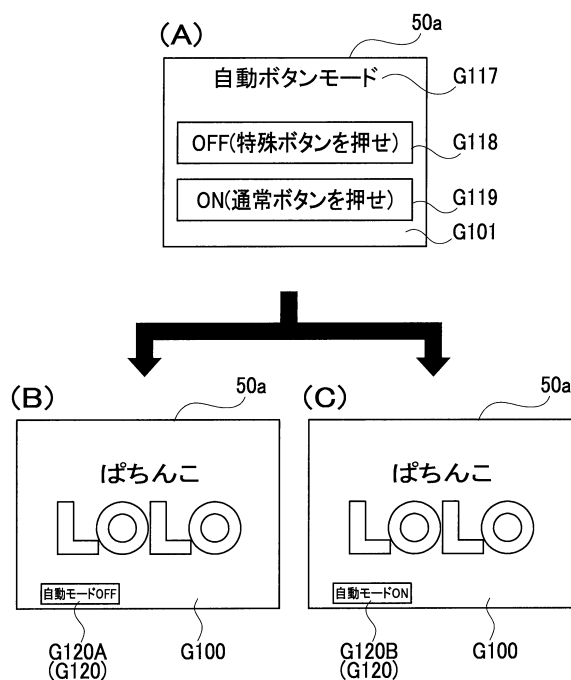 (A)
50a
自動ボタンモード
G117
OFF(特殊ボタンを押せ)
G118
ON(通常ボタンを押せ)
G119
G101
(B)
50a
ぱちんこ
LOLO
自動モードOFF
G120A
(G120)
G100
(C)
50a
ぱちんこ
LOLO
自動モードON
G120B
(G120)
G100